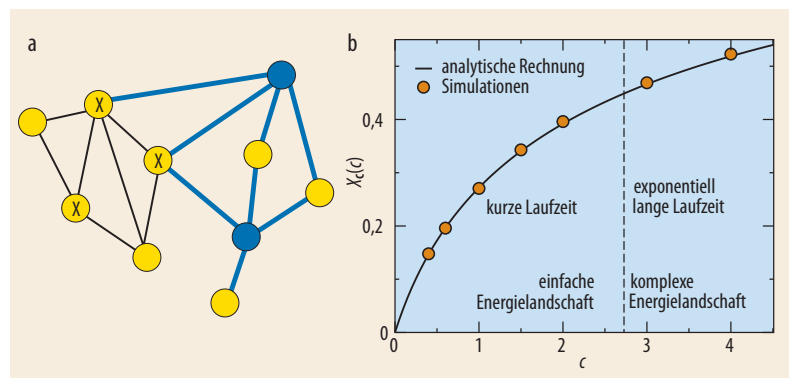 a
X
X
X
b
analytische Rechnung
Simulationen
0,4
0,2
0
X_c(c)
kurze Laufzeit
exponentiell
lange Laufzeit
einfache
Energielandschaft
komplexe
Energielandschaft
0 1 2 3 4
c